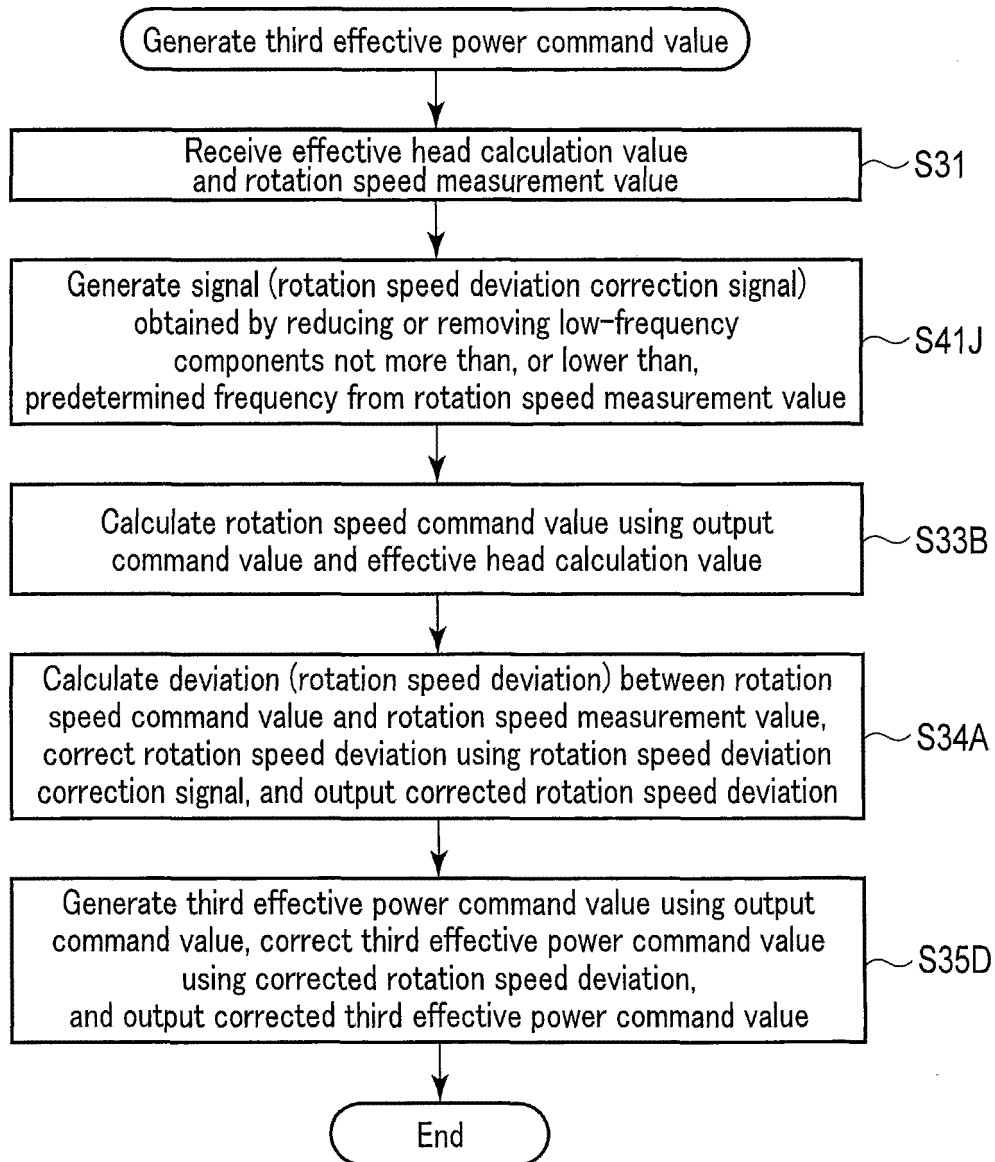 Generate third effective power command value
Receive effective head calculation value
and rotation speed measurement value
S31
Generate signal (rotation speed deviation correction signal)
obtained by reducing or removing low-frequency
components not more than, or lower than,
predetermined frequency from rotation speed measurement value
S41J
Calculate rotation speed command value using output
command value and effective head calculation value
S33B
Calculate deviation (rotation speed deviation) between rotation
speed command value and rotation speed measurement value,
correct rotation speed deviation using rotation speed deviation
correction signal, and output corrected rotation speed deviation
S34A
Generate third effective power command value using output
command value, correct third effective power command value
using corrected rotation speed deviation,
and output corrected third effective power command value
S35D
End